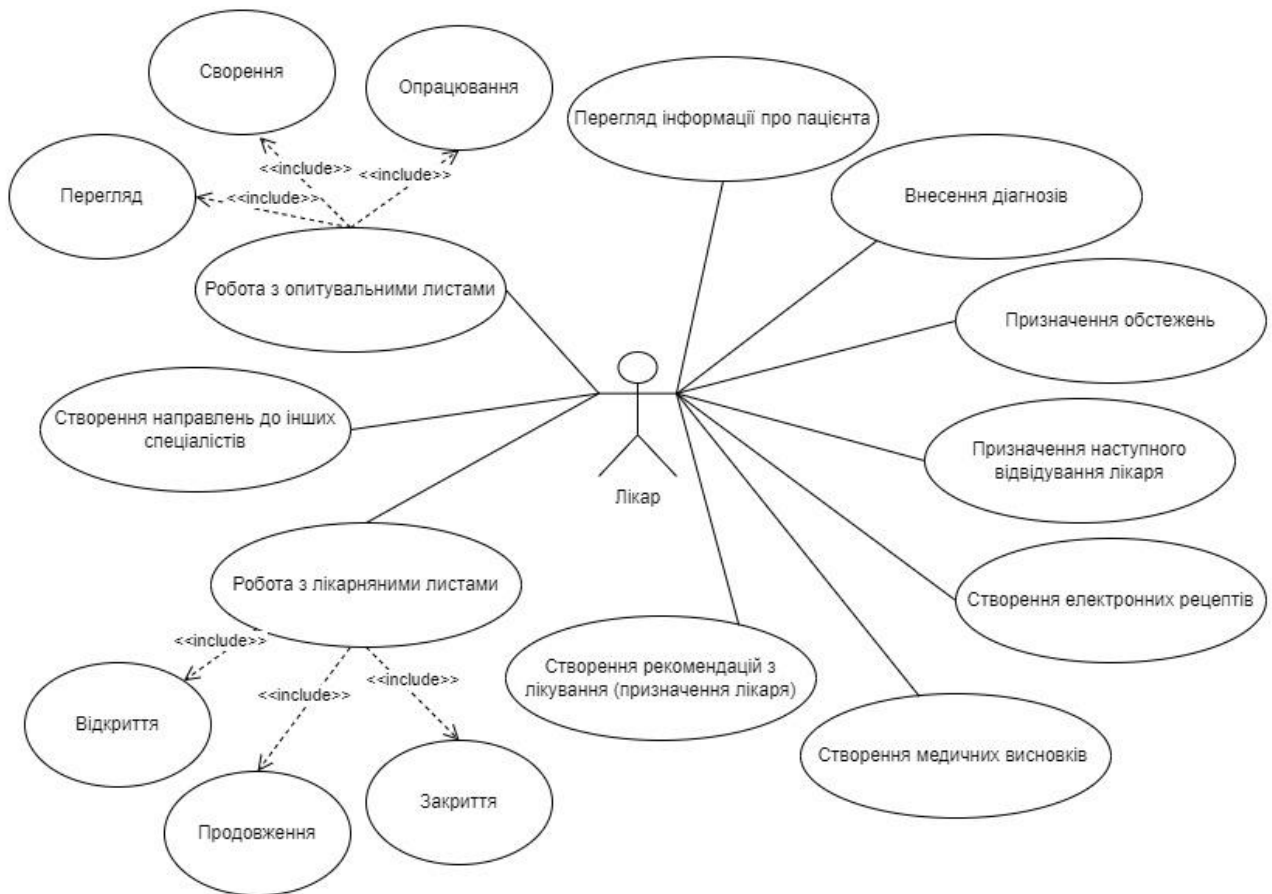 Сворення
Опрацювання
Перегляд інформації про пацієнта
<<include>>
<<include>>
<<include>>
Перегляд
Внесення діагнозів
Робота з опитувальними листами
Призначення обстежень
Створення направлень до інших
спеціалістів
Призначення наступного
відвідування лікаря
Лікар
Робота з лікарняними листами
Створення електронних рецептів
<<include>>
<<include>>
<<include>>
Створення рекомендацій з
лікування (призначення лікаря)
Відкриття
Створення медичних висновків
Закриття
Продовження